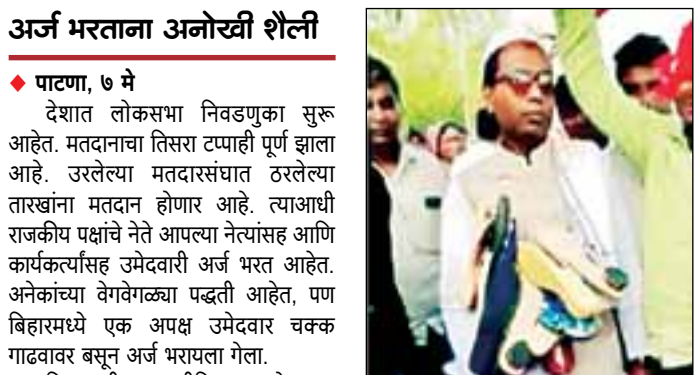 अर्ज भरताना अनोखी शैली
◆ पाटणा, ७ मे
देशात लोकसभा निवडणुका सुरू
आहेत. मतदानाचा तिसरा टप्पाही पूर्ण झाला
आहे. उरलेल्या मतदारसंघात ठरलेल्या
तारखांना मतदान होणार आहे. त्याआधी
राजकीय पक्षांचे नेते आपल्या नेत्यांसह आणि
कार्यकर्त्यांसह उमेदवारी अर्ज भरत आहेत.
अनेकांच्या वेगवेगळ्या पद्धती आहेत, पण
बिहारमध्ये एक अपक्ष उमेदवार चक्क
गाढवावर बसून अर्ज भरायला गेला.